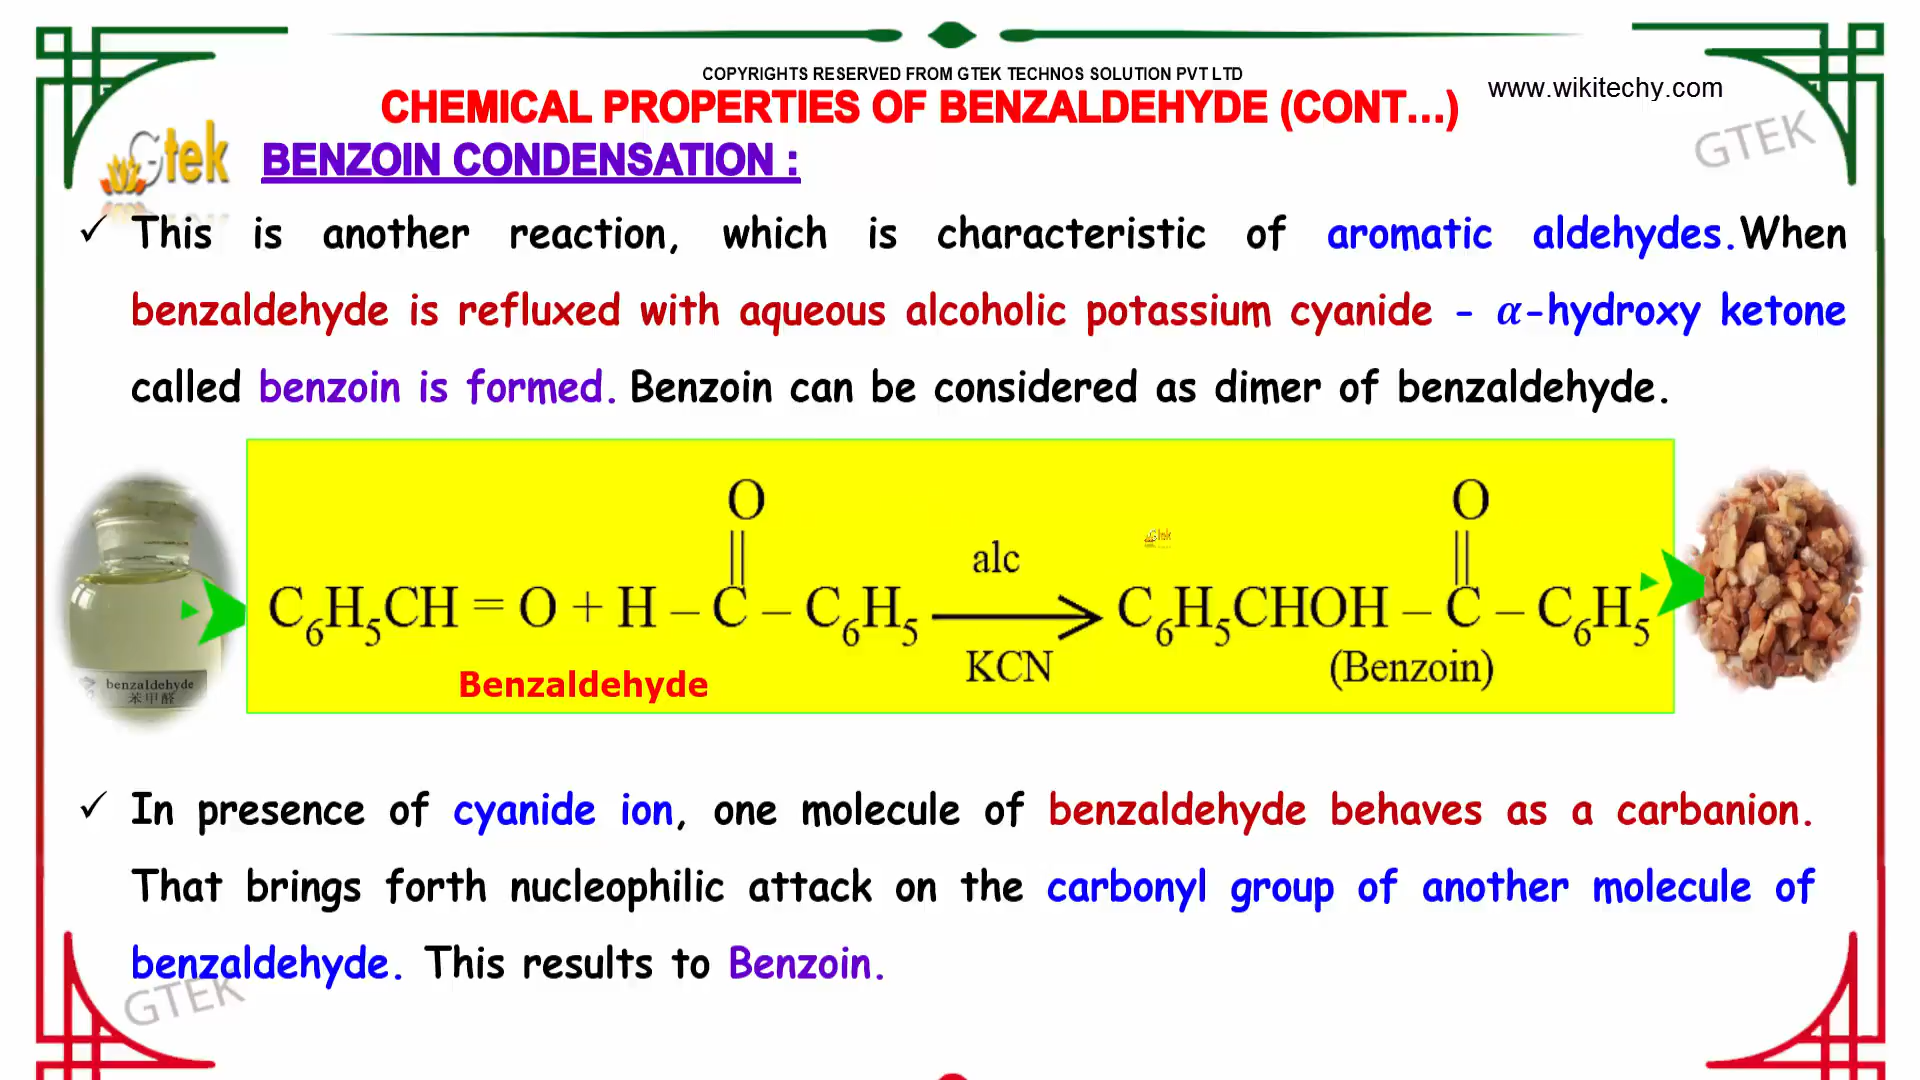 COPYRIGHTS RESERVED FROM GTEK TECHNOS SOLUTION PVT LTD
www.wikitechy.com
CHEMICAL PROPERTIES OF BENZALDEHYDE (CONT...)
GTEK
Gtek
BENZOIN CONDENSATION :
✓ This is another reaction, which is characteristic of aromatic aldehydes.When
benzaldehyde is refluxed with aqueous alcoholic potassium cyanide - α-hydroxy ketone
called benzoin is formed. Benzoin can be considered as dimer of benzaldehyde.
O O
|| ||
alc
Gtek
C₆H₅CH = O + H – C – C₆H₅ ⟶ C₆H₅CHOH – C – C₆H₅
KCN
(Benzoin)
Benzaldehyde
benzaldehyde
苯甲醛
✓ In presence of cyanide ion, one molecule of benzaldehyde behaves as a carbanion.
That brings forth nucleophilic attack on the carbonyl group of another molecule of
benzaldehyde. This results to Benzoin.
GTEK